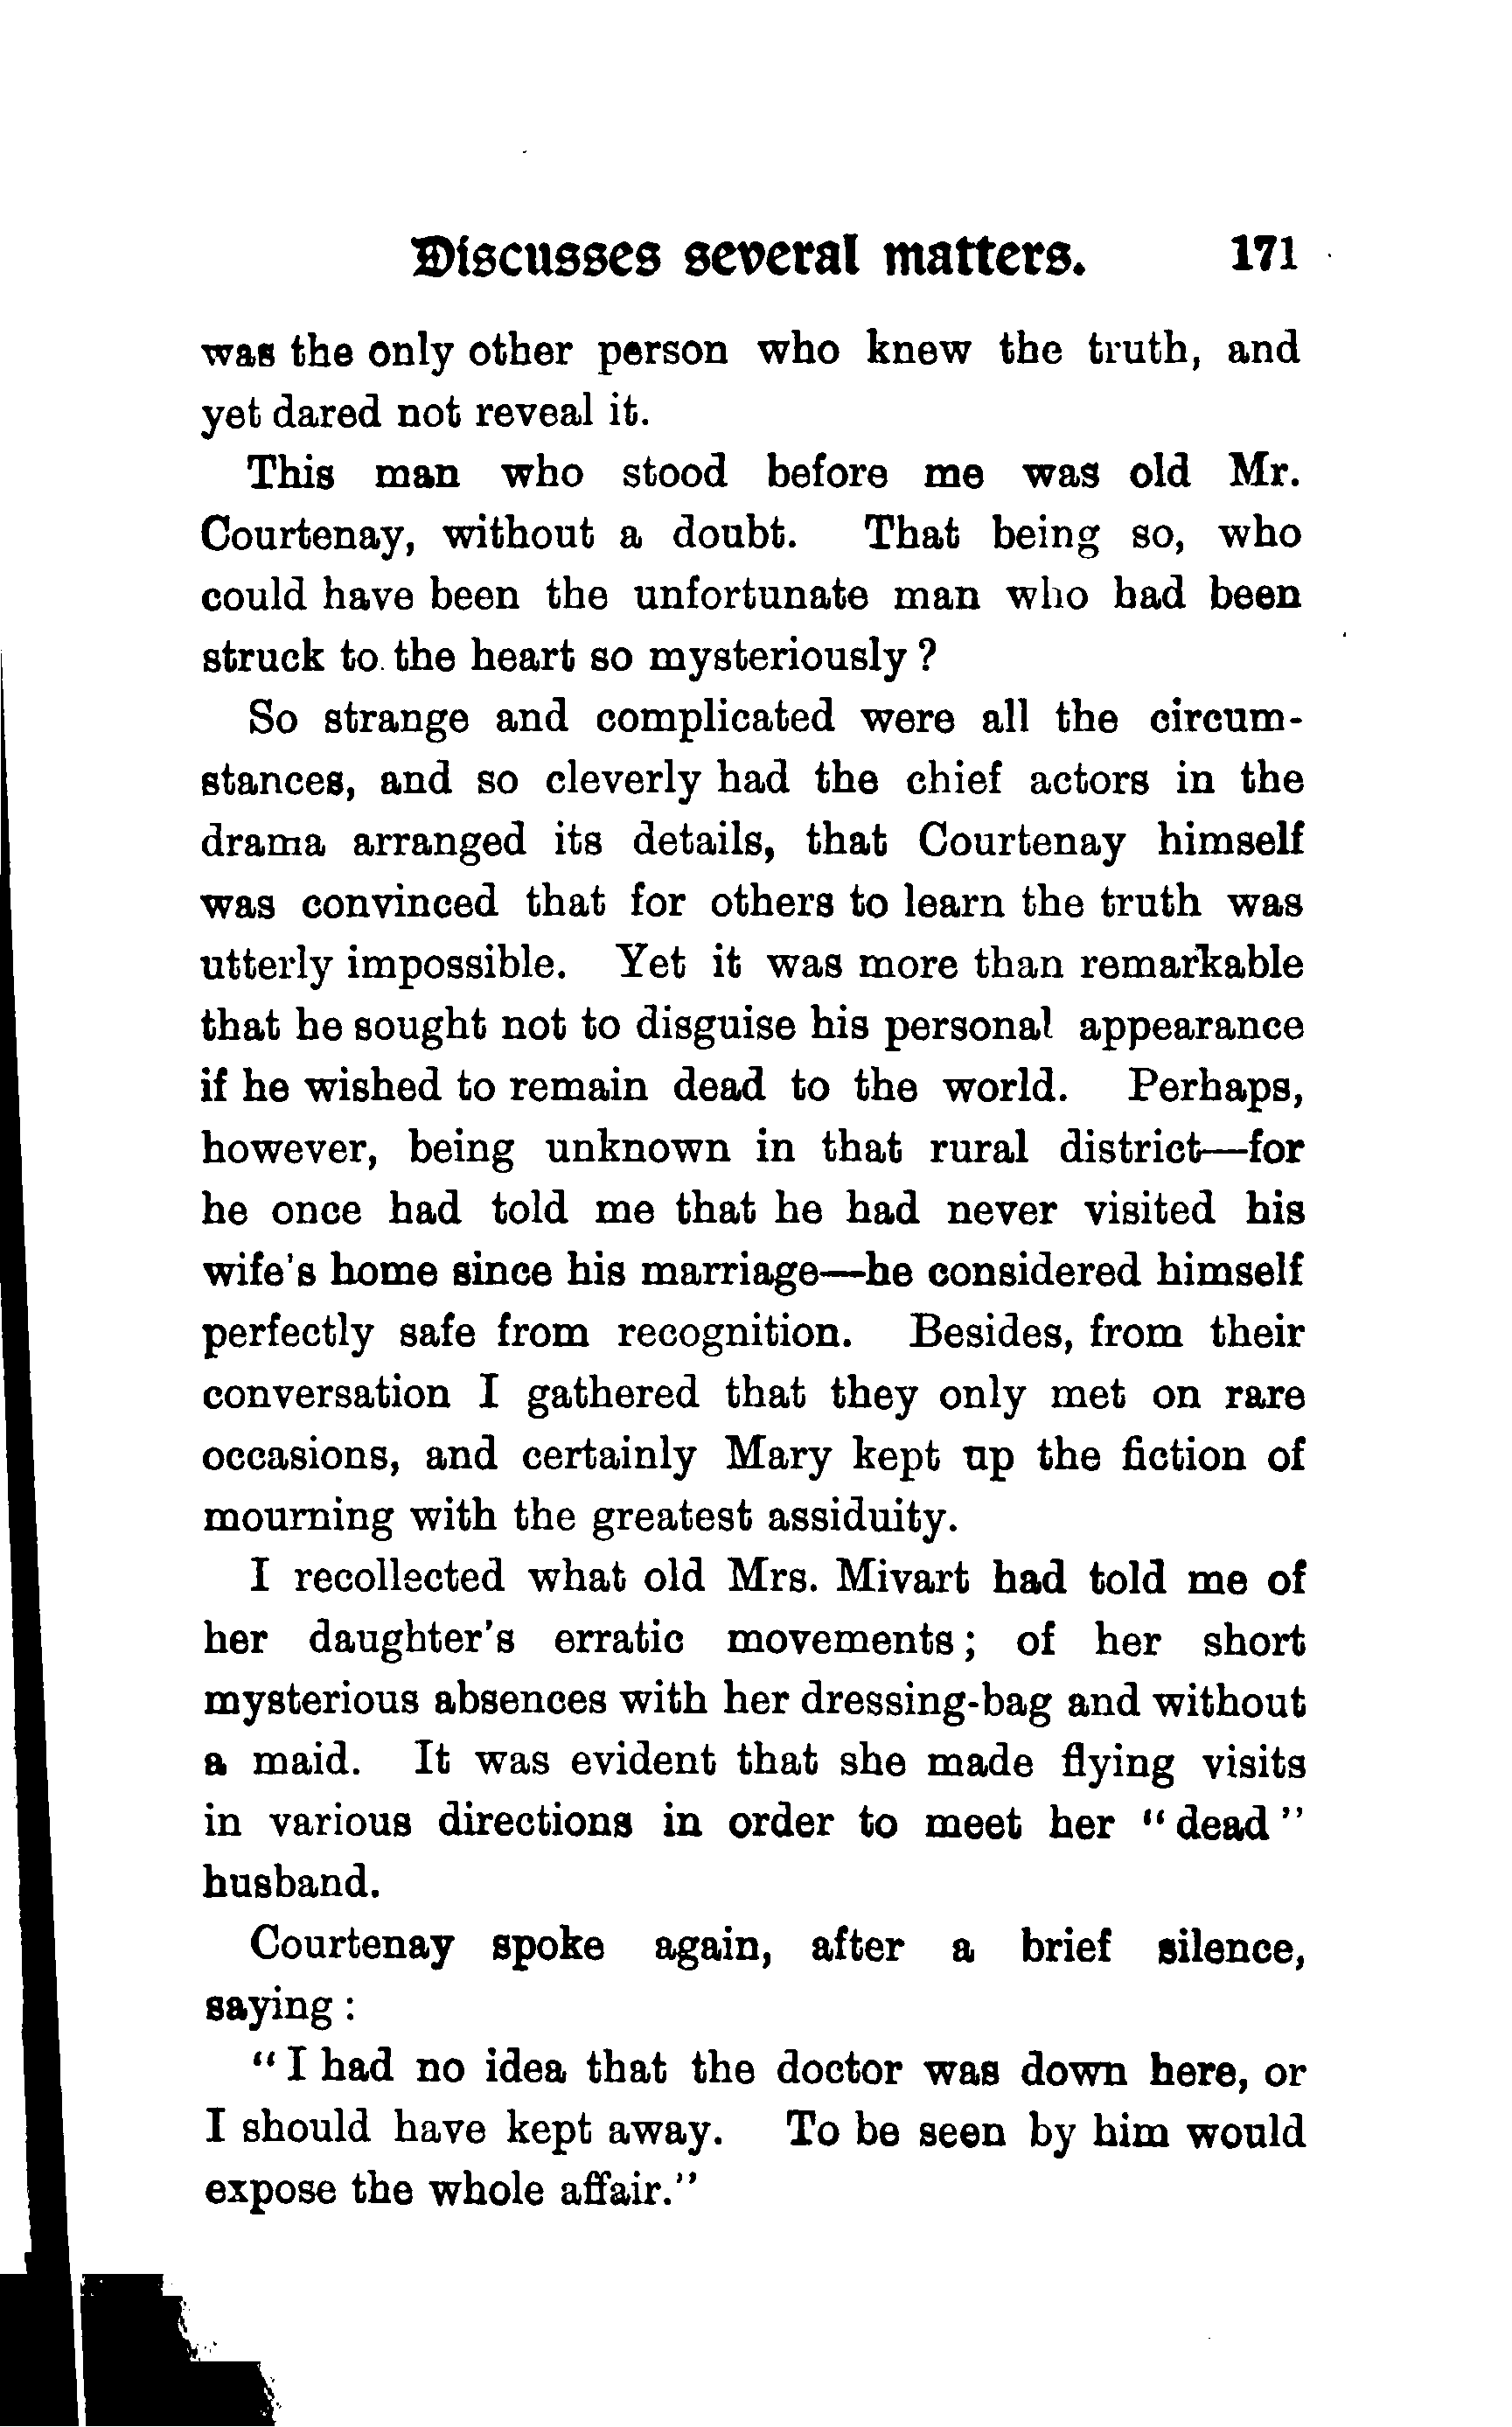 Discusses several matters. 171
was the only other person who knew the truth, and
yet dared not reveal it.
This man who stood before me was old Mr.
Courtenay, without a doubt. That being so, who
could have been the unfortunate man who had been
struck to the heart so mysteriously?
So strange and complicated were all the circum-
stances, and so cleverly had the chief actors in the
drama arranged its details, that Courtenay himself
was convinced that for others to learn the truth was
utterly impossible. Yet it was more than remarkable
that he sought not to disguise his personal appearance
if he wished to remain dead to the world. Perhaps,
however, being unknown in that rural district—for
he once had told me that he had never visited his
wife's home since his marriage—he considered himself
perfectly safe from recognition. Besides, from their
conversation I gathered that they only met on rare
occasions, and certainly Mary kept up the fiction of
mourning with the greatest assiduity.
I recollected what old Mrs. Mivart had told me of
her daughter's erratic movements; of her short
mysterious absences with her dressing-bag and without
a maid. It was evident that she made flying visits
in various directions in order to meet her "dead"
husband.
Courtenay spoke again, after a brief silence,
saying:
"I had no idea that the doctor was down here, or
I should have kept away. To be seen by him would
expose the whole affair."